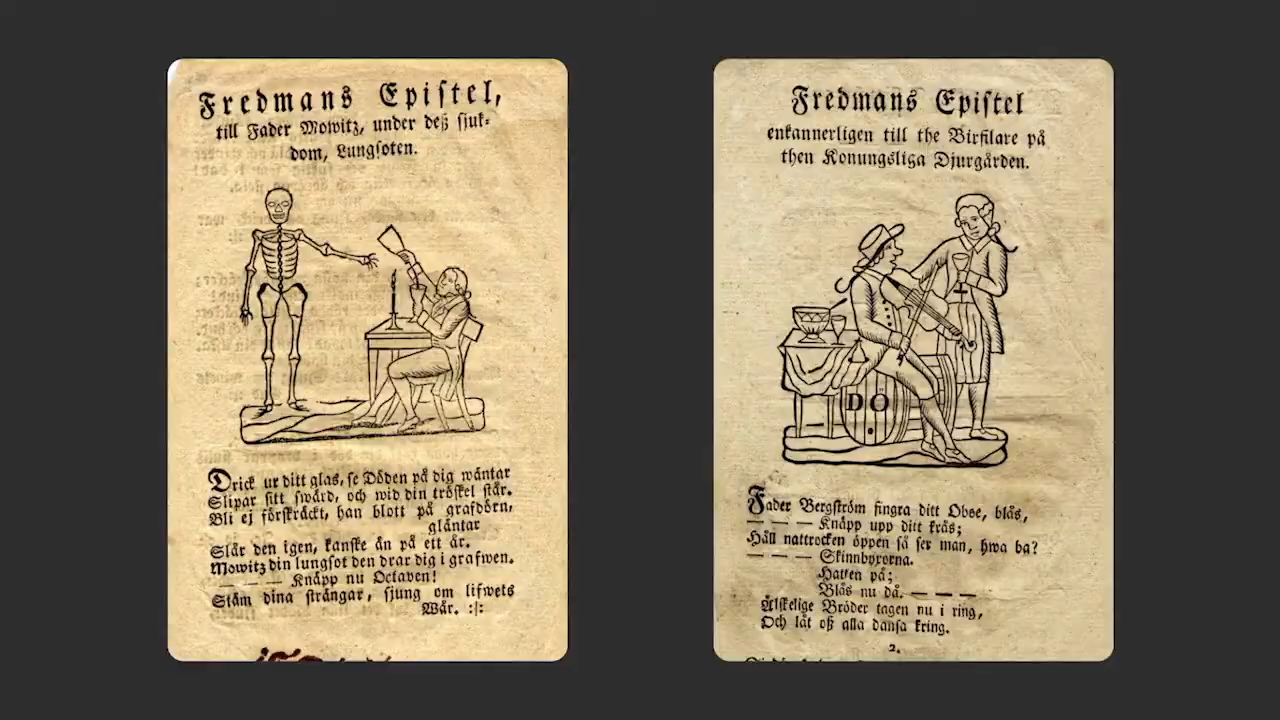 Fredmans Epistel,
till Fader Mowitz, under deß sjuk-
dom, Lungsoten.
Drick ur ditt glas, se Döden på dig wäntar
Slipar sitt swärd, och wid din tröskel står.
Bli ej förskräckt, han blott på grafdörn,
gläntar
Slår den igen, kanske än på ett år.
Mowitz din lungsot den drar dig i grafwen.
— — — Knäpp nu Octaven!
Stäm dina strängar, sjung om lifwets
Wår. :|:
Fredmans Epistel
enkannerligen till the Birfilare på
then Konungsliga Djurgården.
DO
Fader Bergström fingra ditt Oboe, blås,
— — — Knäpp upp ditt krås;
Håll nattrocken öppen så ser man, hwa ba?
— — — Skinnbyxorna.
Hatten på;
Blås nu då. — — —
Älskelige Bröder tagen nu i ring,
Och låt oß alla dansa kring.
2.